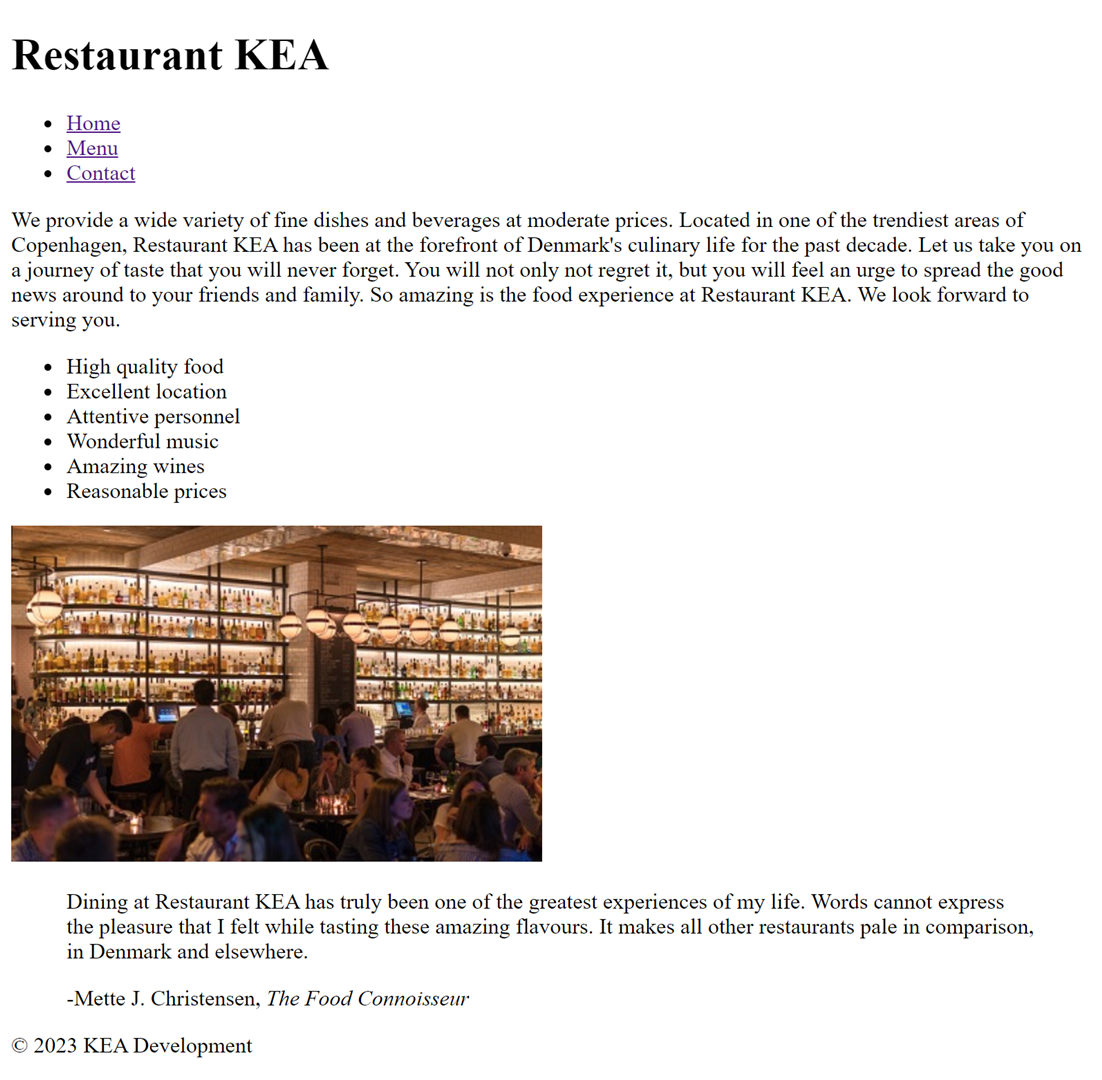 Restaurant KEA
Home
Menu
Contact
We provide a wide variety of fine dishes and beverages at moderate prices. Located in one of the trendiest areas of
Copenhagen, Restaurant KEA has been at the forefront of Denmark's culinary life for the past decade. Let us take you on
a journey of taste that you will never forget. You will not only not regret it, but you will feel an urge to spread the good
news around to your friends and family. So amazing is the food experience at Restaurant KEA. We look forward to
serving you.
High quality food
Excellent location
Attentive personnel
Wonderful music
Amazing wines
Reasonable prices
Dining at Restaurant KEA has truly been one of the greatest experiences of my life. Words cannot express
the pleasure that I felt while tasting these amazing flavours. It makes all other restaurants pale in comparison,
in Denmark and elsewhere.
-Mette J. Christensen, The Food Connoisseur
© 2023 KEA Development